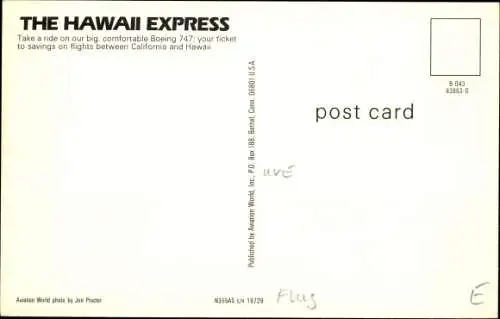 THE HAWAII EXPRESS
Take a ride on our big, comfortable Boeing 747; your ticket
to savings on flights between California and Hawaii
B-043
83863-D
post card
Published by Aviation World, Inc., P.O. Box 188, Bethel, Conn. 06801 U.S.A.
UVE
Aviation World photo by Jon Proctor
N355AS L/N 19729
Flug
E